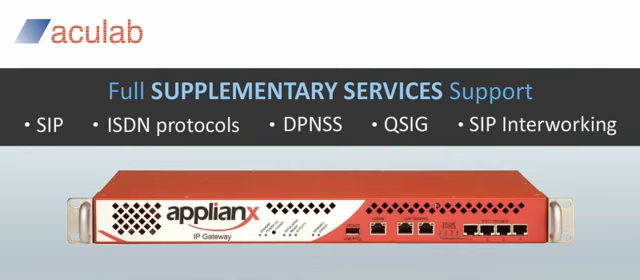 aculab
Full SUPPLEMENTARY SERVICES Support
• SIP • ISDN protocols • DPNSS • QSIG • SIP Interworking
applianx
IP Gateway